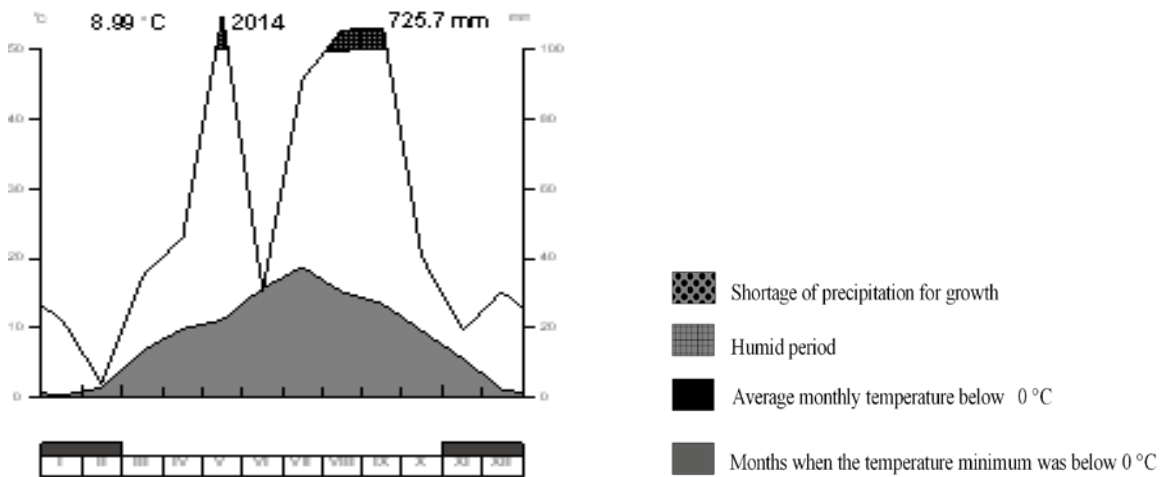 °C 8.99 °C 2014 725.7 mm mm
50 100
40 80
30 60
20 40
10 20
0 0
I II III IV V VI VII VIII IX X XI XII
Shortage of precipitation for growth
Humid period
Average monthly temperature below 0 °C
Months when the temperature minimum was below 0 °C